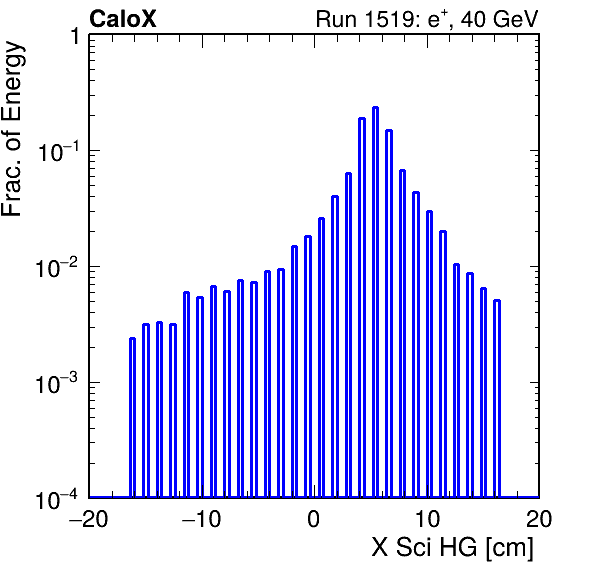 CaloX Run 1519: e⁺, 40 GeV
Frac. of Energy
1
10⁻¹
10⁻²
10⁻³
10⁻⁴
−20 −10 0 10 20
X Sci HG [cm]